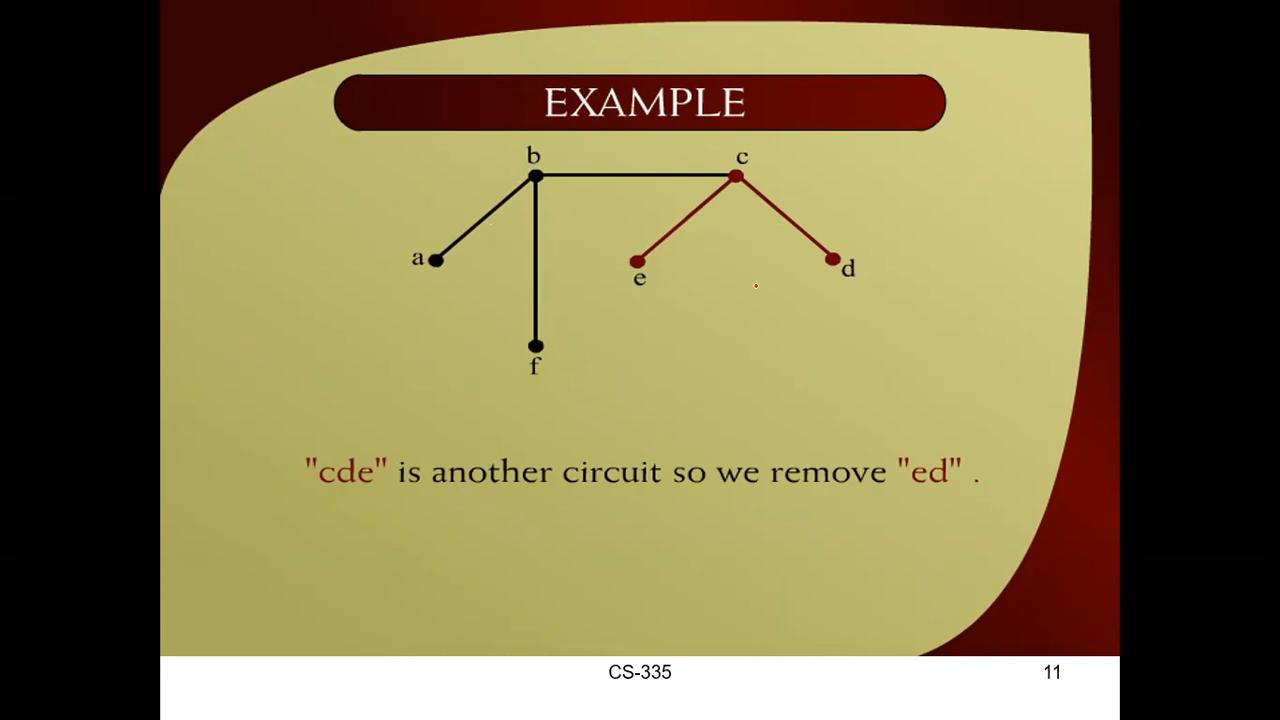 EXAMPLE
b
c
a
e
d
f
"cde" is another circuit so we remove "ed" .
CS-335
11